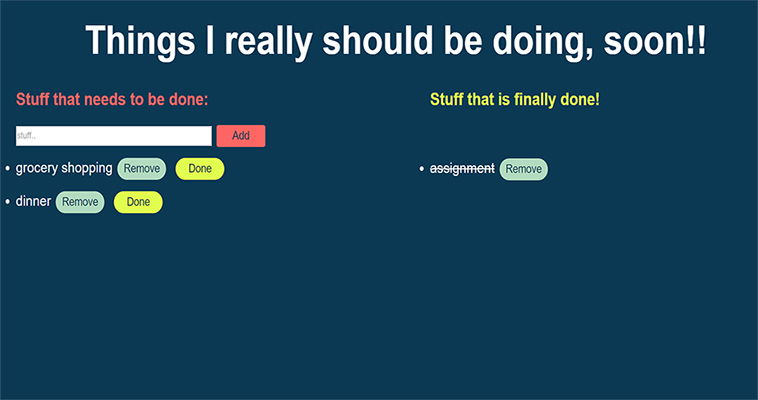 Things I really should be doing, soon!!
Stuff that needs to be done:
stuff... Add
grocery shopping Remove Done
dinner Remove Done
Stuff that is finally done!
assignment Remove